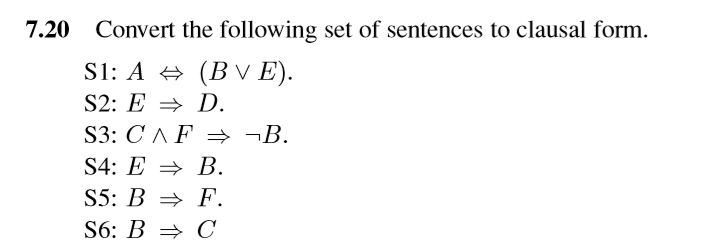 7.20 Convert the following set of sentences to clausal form.
S1: A ⇔ (B ∨ E).
S2: E ⇒ D.
S3: C ∧ F ⇒ ¬B.
S4: E ⇒ B.
S5: B ⇒ F.
S6: B ⇒ C